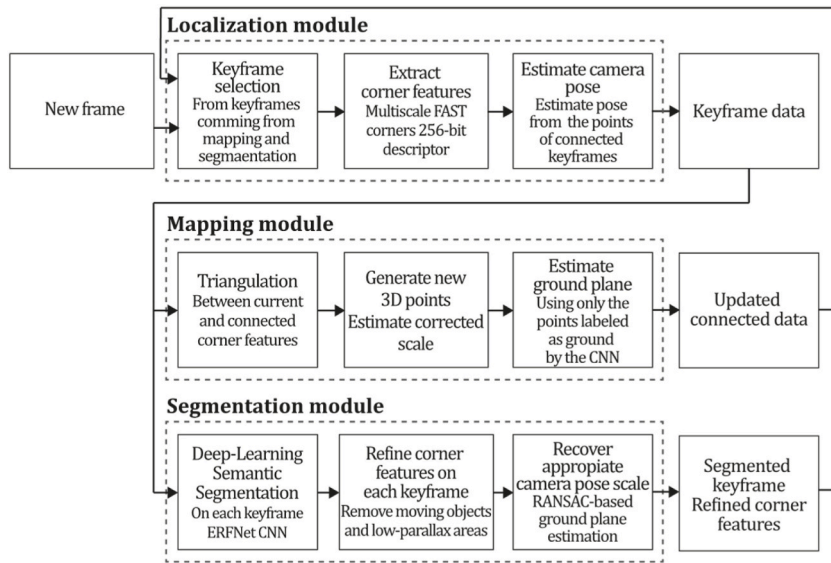 Localization module
New frame
Keyframe
selection
From keyframes
comming from
mapping and
segmaentation
Extract
corner features
Multiscale FAST
corners 256-bit
descriptor
Estimate camera
pose
Estimate pose
from the points
of connected
keyframes
Keyframe data
Mapping module
Triangulation
Between current
and connected
corner features
Generate new
3D points
Estimate corrected
scale
Estimate
ground plane
Using only the
points labeled
as ground
by the CNN
Updated
connected data
Segmentation module
Deep-Learning
Semantic
Segmentation
On each keyframe
ERFNet CNN
Refine corner
features on
each keyframe
Remove moving objects
and low-parallax areas
Recover
appropiate
camera pose scale
RANSAC-based
ground plane
estimation
Segmented
keyframe
Refined corner
features